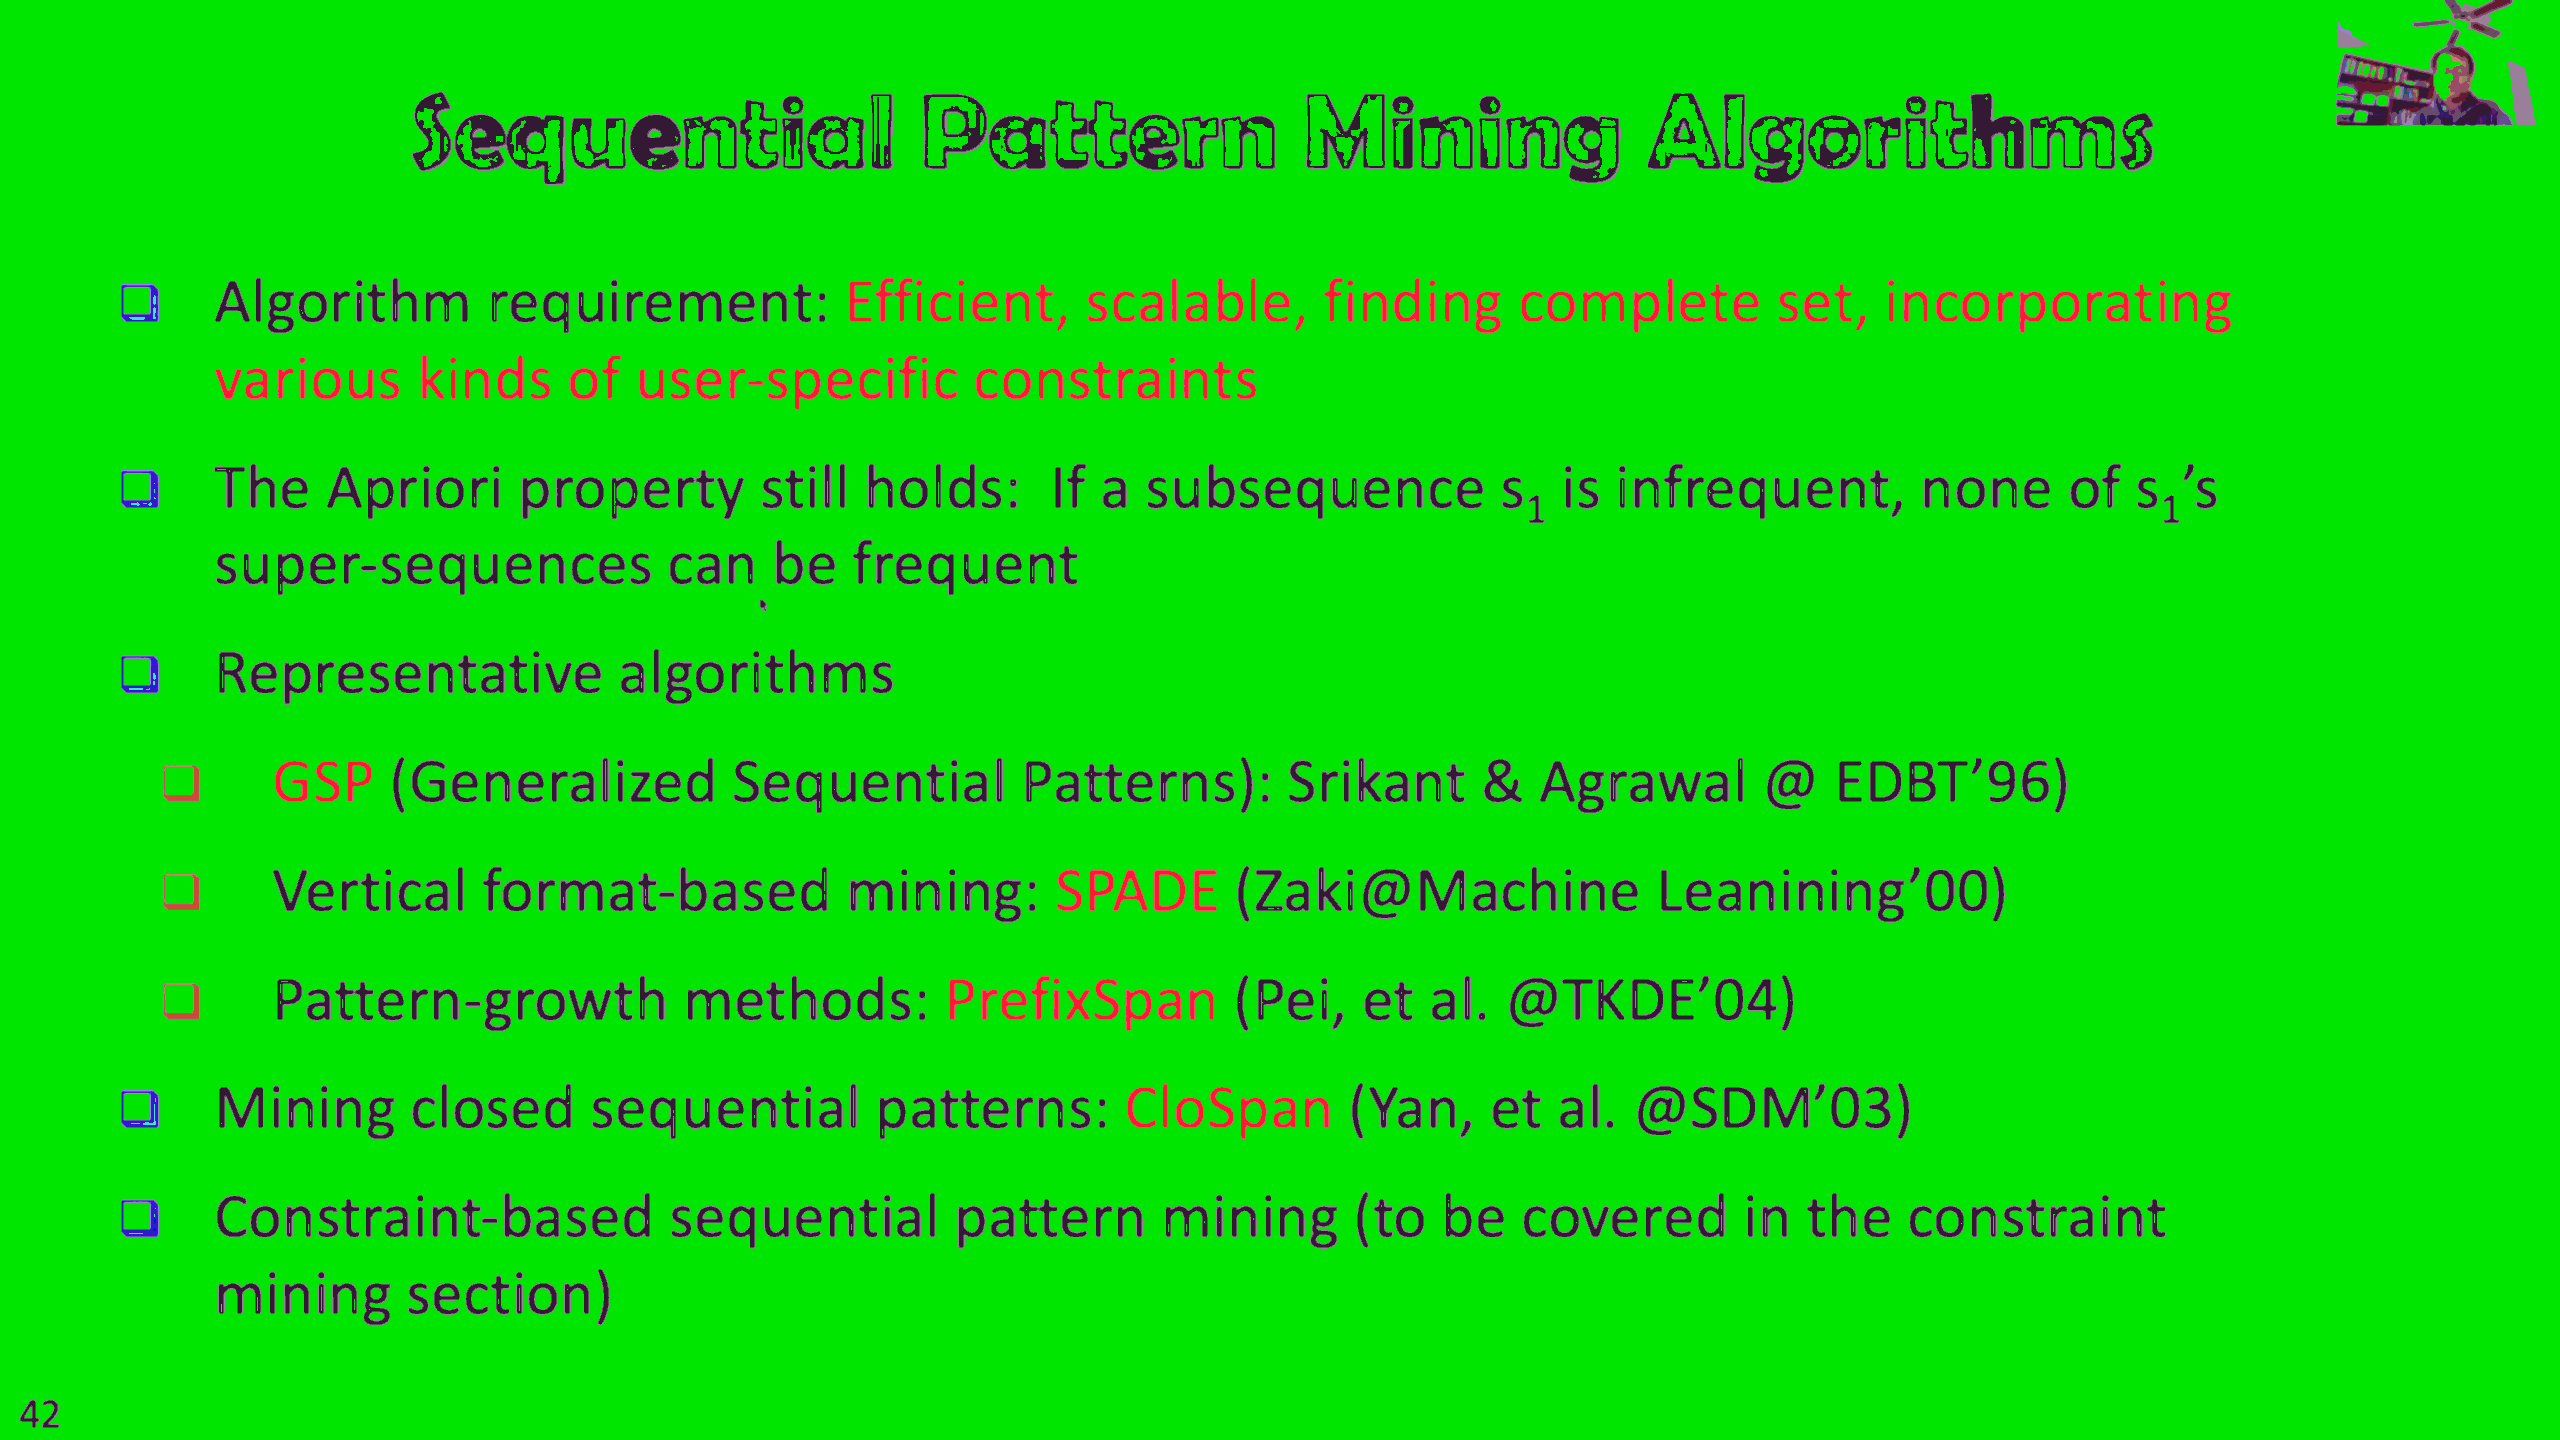 Sequential Pattern Mining Algorithms
Algorithm requirement: Efficient, scalable, finding complete set, incorporating
various kinds of user-specific constraints
The Apriori property still holds: If a subsequence s₁ is infrequent, none of s₁’s
super-sequences can be frequent
Representative algorithms
GSP (Generalized Sequential Patterns): Srikant & Agrawal @ EDBT’96)
Vertical format-based mining: SPADE (Zaki@Machine Leanining’00)
Pattern-growth methods: PrefixSpan (Pei, et al. @TKDE’04)
Mining closed sequential patterns: CloSpan (Yan, et al. @SDM’03)
Constraint-based sequential pattern mining (to be covered in the constraint
mining section)
42